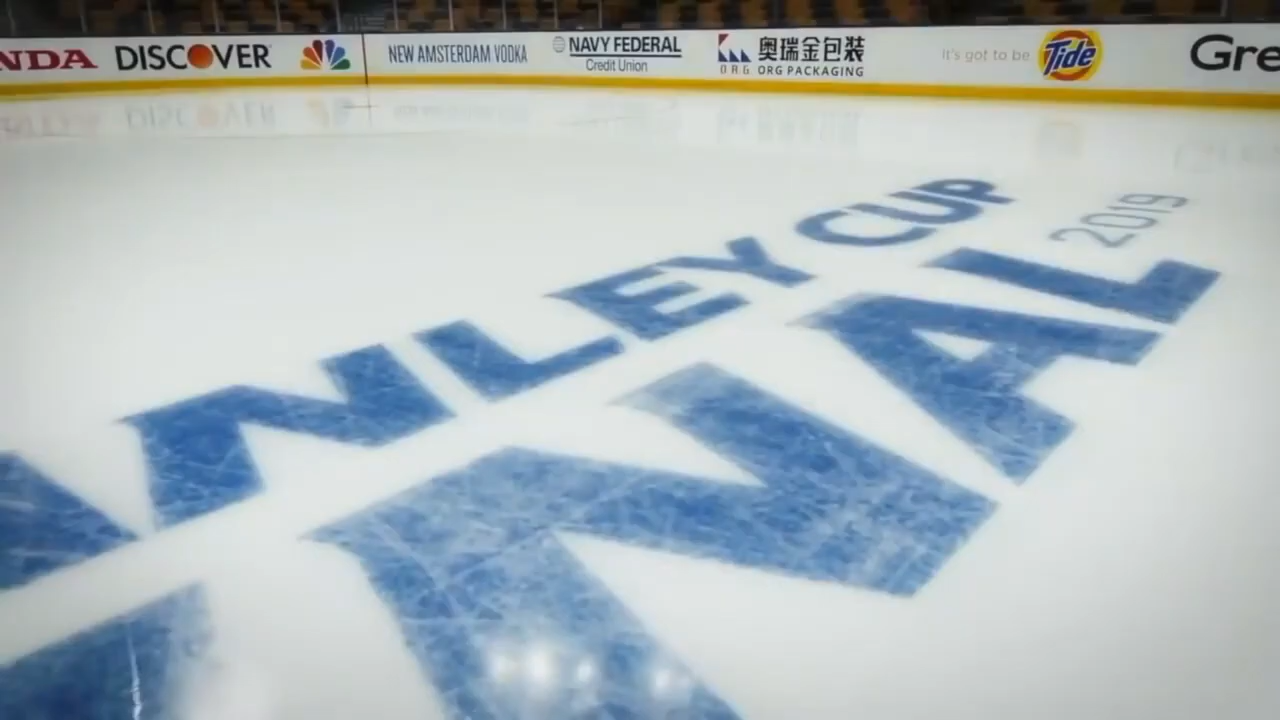 NDA
DISCOVER
NEW AMSTERDAM VODKA
NAVY FEDERAL
Credit Union
ORG
奥瑞金包装
ORG PACKAGING
It's got to be
Tide
Gre
NLEY CUP
2019
NAL